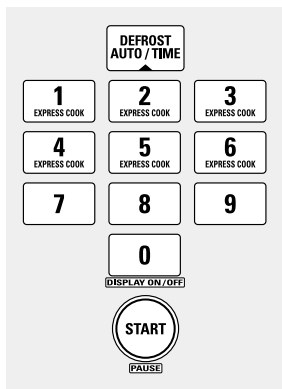 DEFROST
AUTO / TIME
1 2 3
EXPRESS COOK EXPRESS COOK EXPRESS COOK
4 5 6
EXPRESS COOK EXPRESS COOK EXPRESS COOK
7 8 9
0
DISPLAY ON/OFF
START
PAUSE